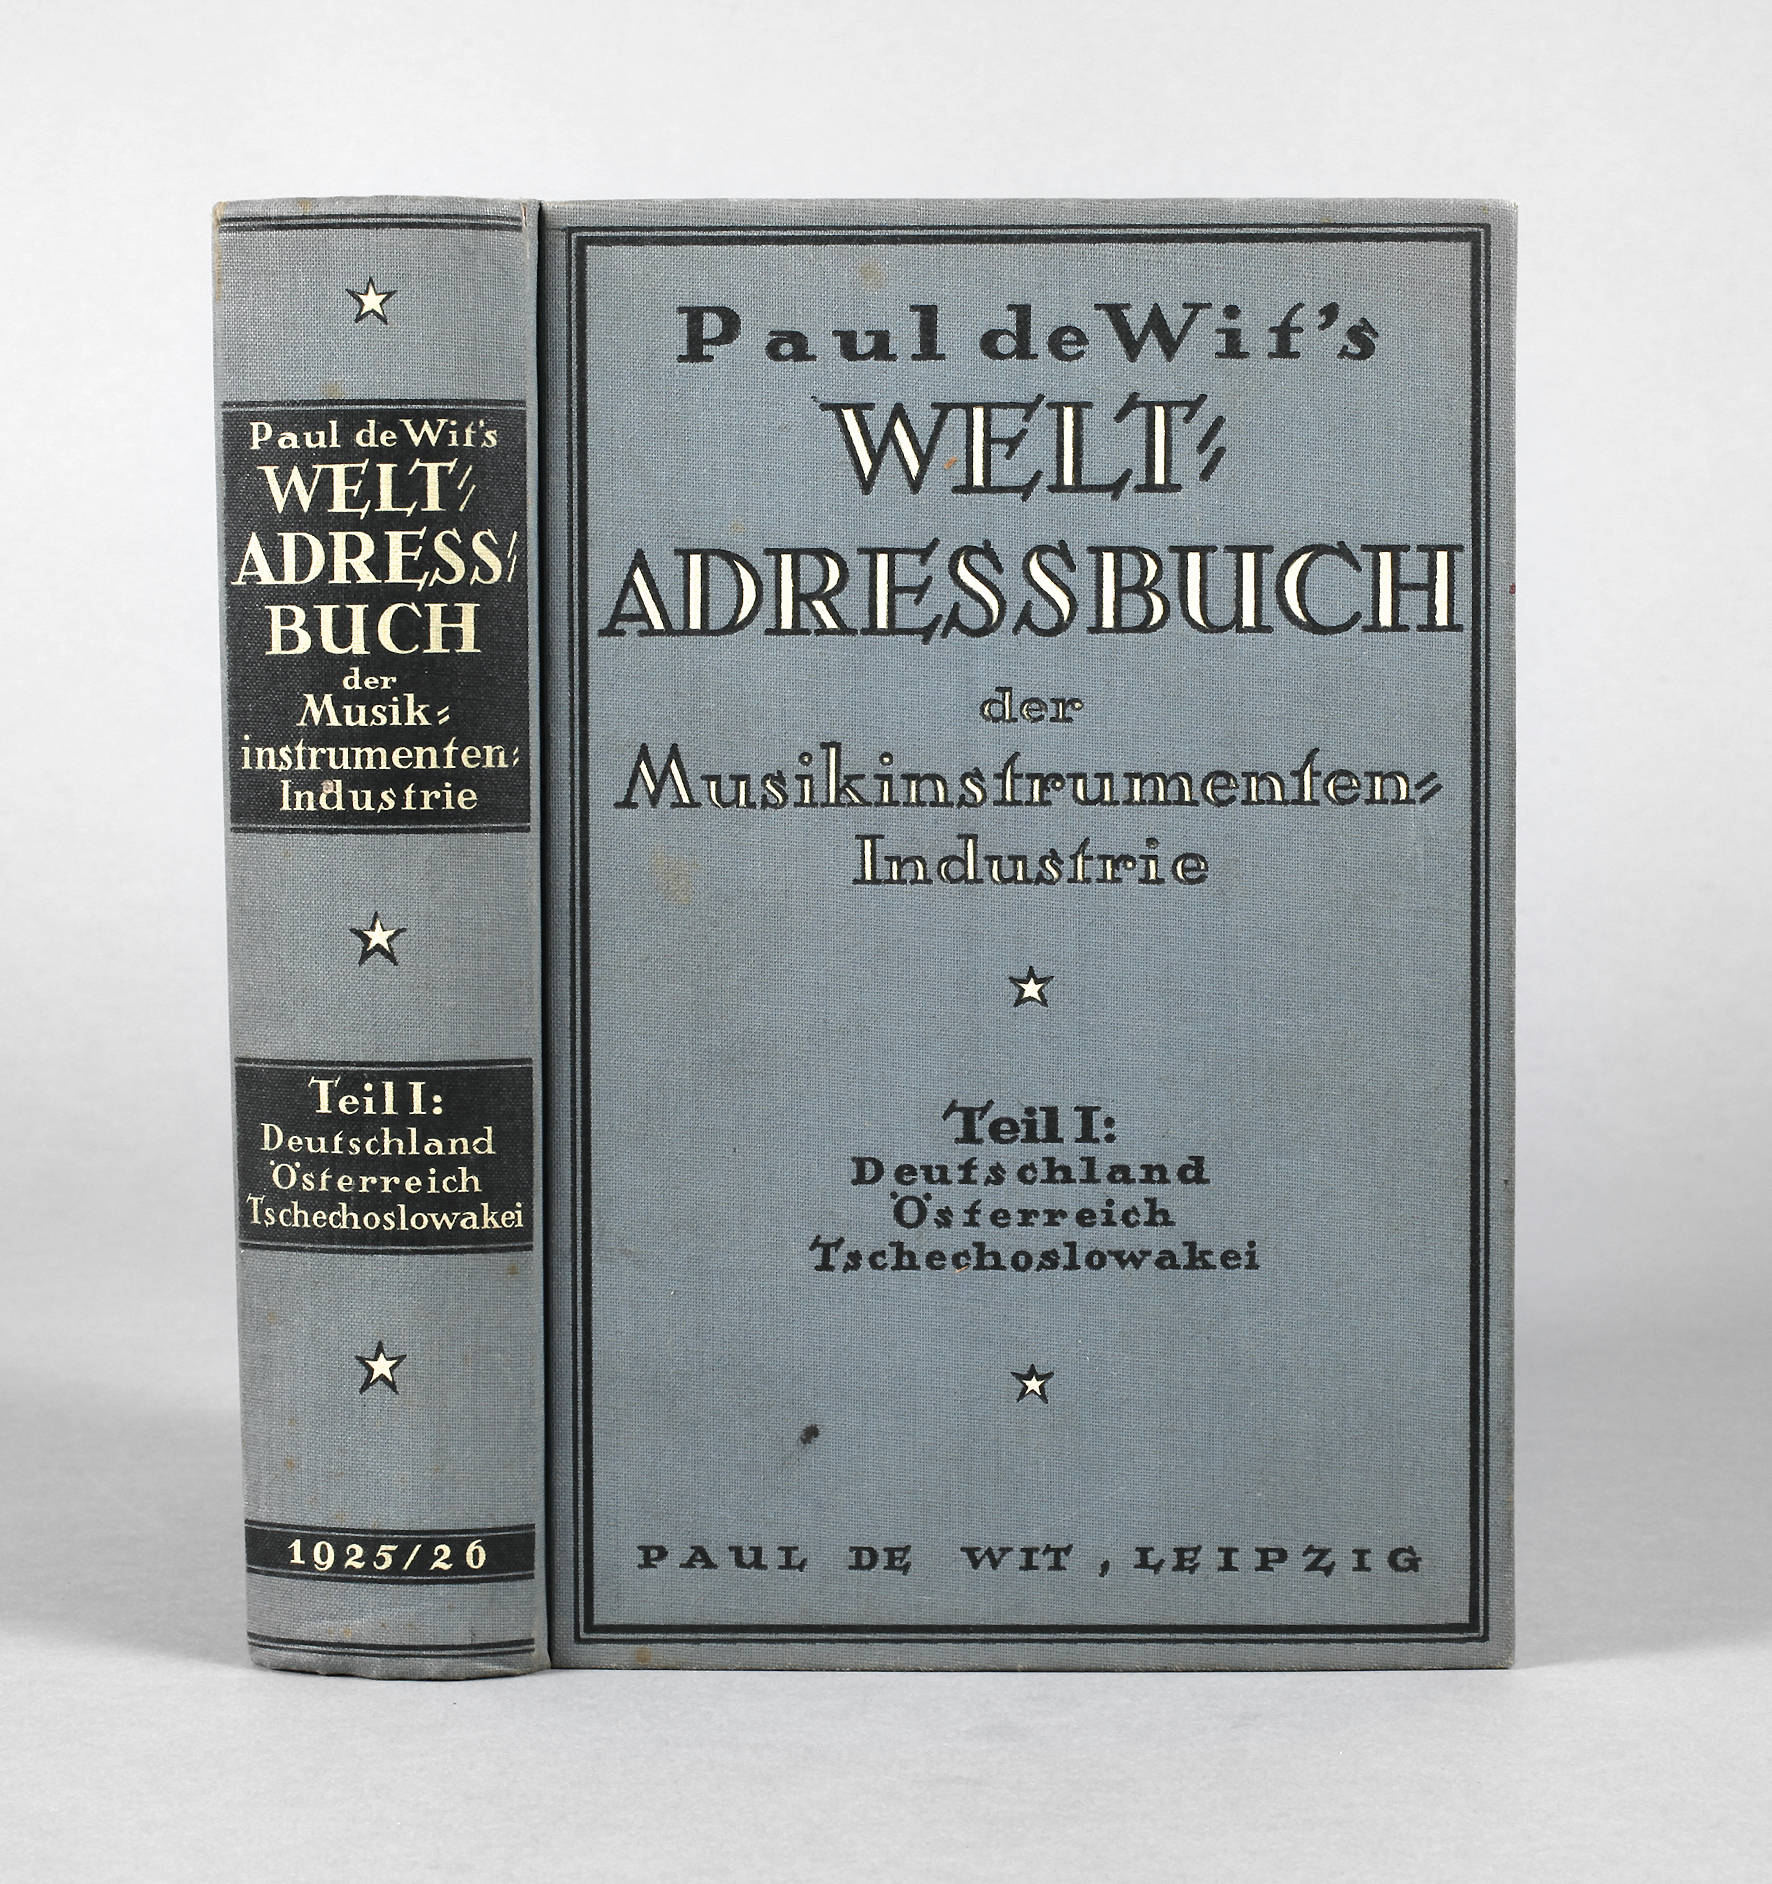 Paul de Wit's
WELT-
ADRESS-
BUCH
der
Musik-
instrumenten-
Industrie
Teil I:
Deutschland
Österreich
Tschechoslowakei
1925/26
Paul de Wit's
WELT-
ADRESSBUCH
der
Musikinstrumenten-
Industrie
Teil I:
Deutschland
Österreich
Tschechoslowakei
PAUL DE WIT, LEIPZIG